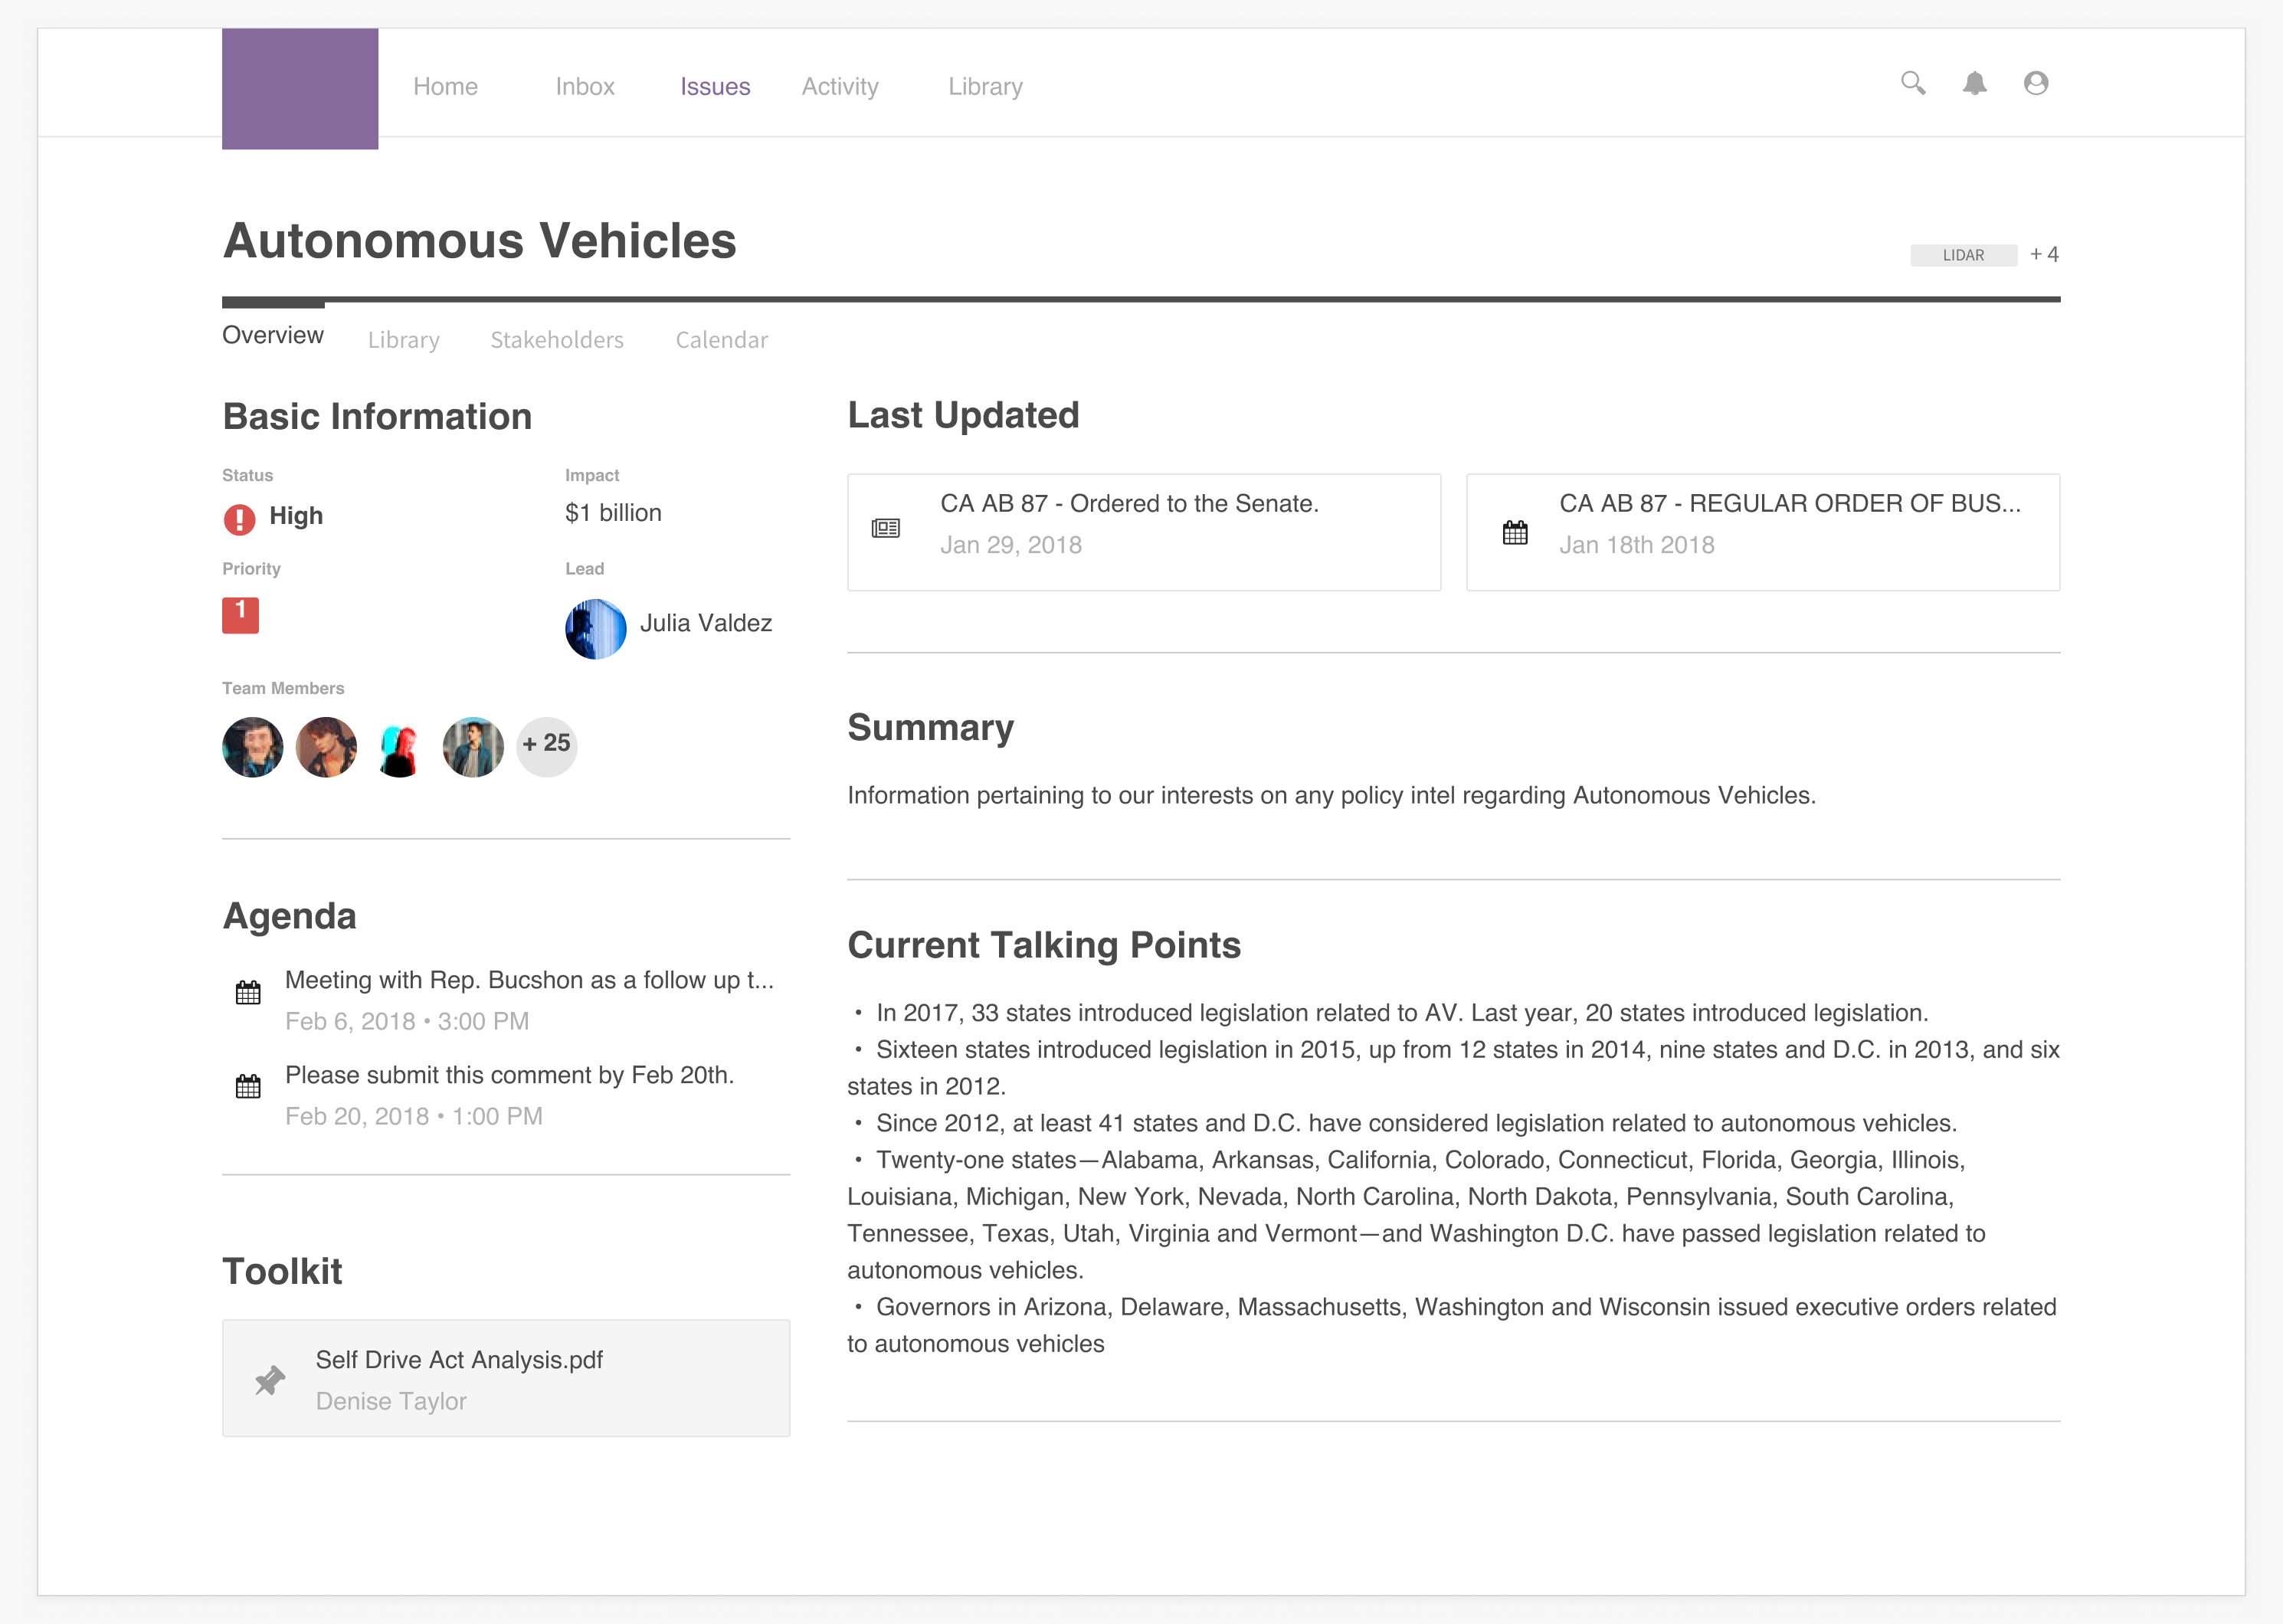 Home Inbox Issues Activity Library
Autonomous Vehicles
LIDAR + 4
Overview Library Stakeholders Calendar
Basic Information
Status
High
Impact
$1 billion
Priority
1
Lead
Julia Valdez
Team Members
+ 25
Agenda
Meeting with Rep. Bucshon as a follow up t...
Feb 6, 2018 • 3:00 PM
Please submit this comment by Feb 20th.
Feb 20, 2018 • 1:00 PM
Toolkit
Self Drive Act Analysis.pdf
Denise Taylor
Last Updated
CA AB 87 - Ordered to the Senate.
Jan 29, 2018
CA AB 87 - REGULAR ORDER OF BUS...
Jan 18th 2018
Summary
Information pertaining to our interests on any policy intel regarding Autonomous Vehicles.
Current Talking Points
• In 2017, 33 states introduced legislation related to AV. Last year, 20 states introduced legislation.
• Sixteen states introduced legislation in 2015, up from 12 states in 2014, nine states and D.C. in 2013, and six
states in 2012.
• Since 2012, at least 41 states and D.C. have considered legislation related to autonomous vehicles.
• Twenty-one states—Alabama, Arkansas, California, Colorado, Connecticut, Florida, Georgia, Illinois,
Louisiana, Michigan, New York, Nevada, North Carolina, North Dakota, Pennsylvania, South Carolina,
Tennessee, Texas, Utah, Virginia and Vermont—and Washington D.C. have passed legislation related to
autonomous vehicles.
• Governors in Arizona, Delaware, Massachusetts, Washington and Wisconsin issued executive orders related
to autonomous vehicles